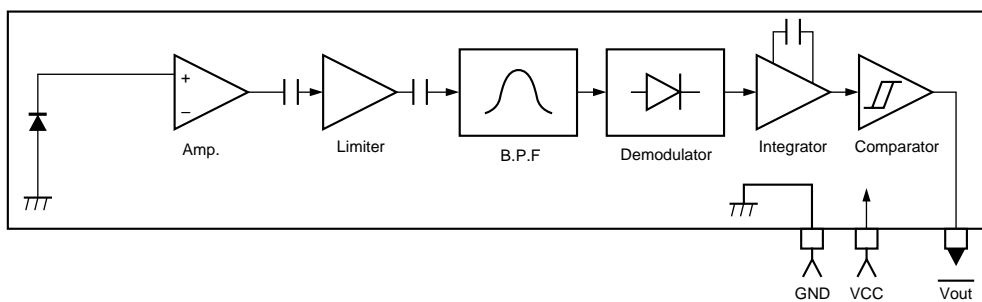 +
−
Amp.
Limiter
B.P.F
Demodulator
Integrator
Comparator
GND
VCC
Vout